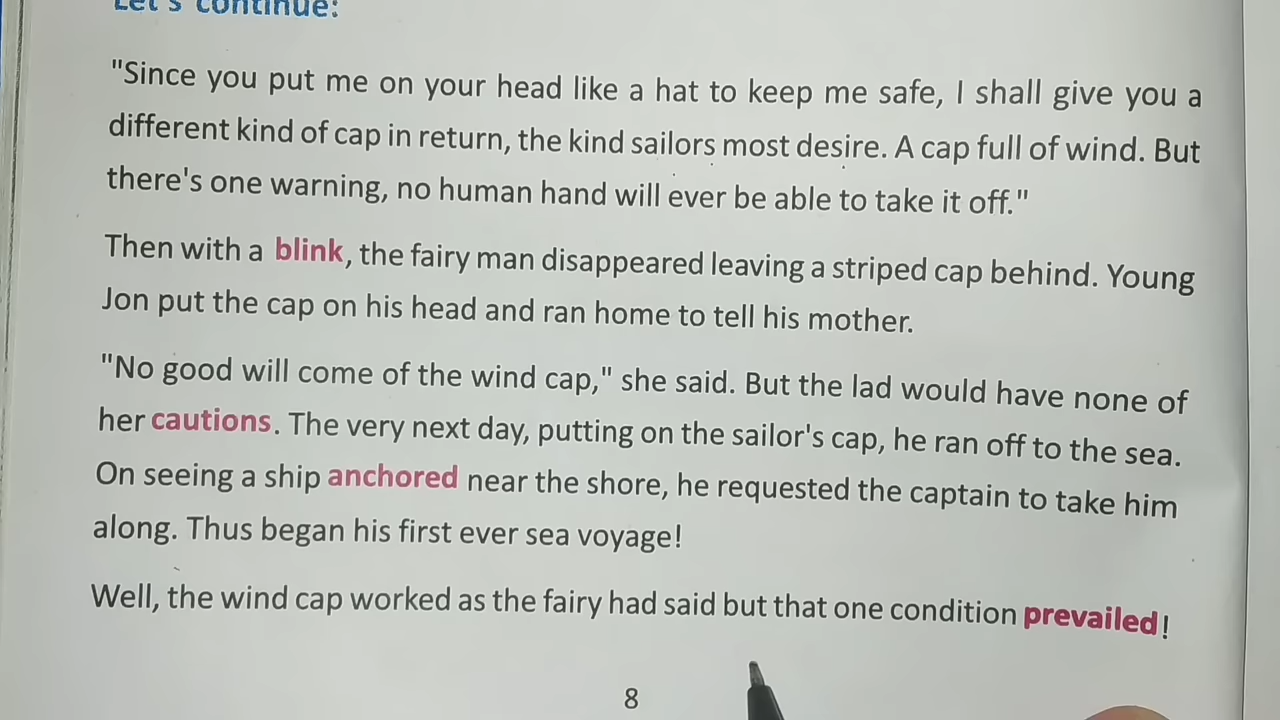 Let's continue:
"Since you put me on your head like a hat to keep me safe, I shall give you a
different kind of cap in return, the kind sailors most desire. A cap full of wind. But
there's one warning, no human hand will ever be able to take it off."
Then with a blink, the fairy man disappeared leaving a striped cap behind. Young
Jon put the cap on his head and ran home to tell his mother.
"No good will come of the wind cap," she said. But the lad would have none of
her cautions. The very next day, putting on the sailor's cap, he ran off to the sea.
On seeing a ship anchored near the shore, he requested the captain to take him
along. Thus began his first ever sea voyage!
Well, the wind cap worked as the fairy had said but that one condition prevailed!
8